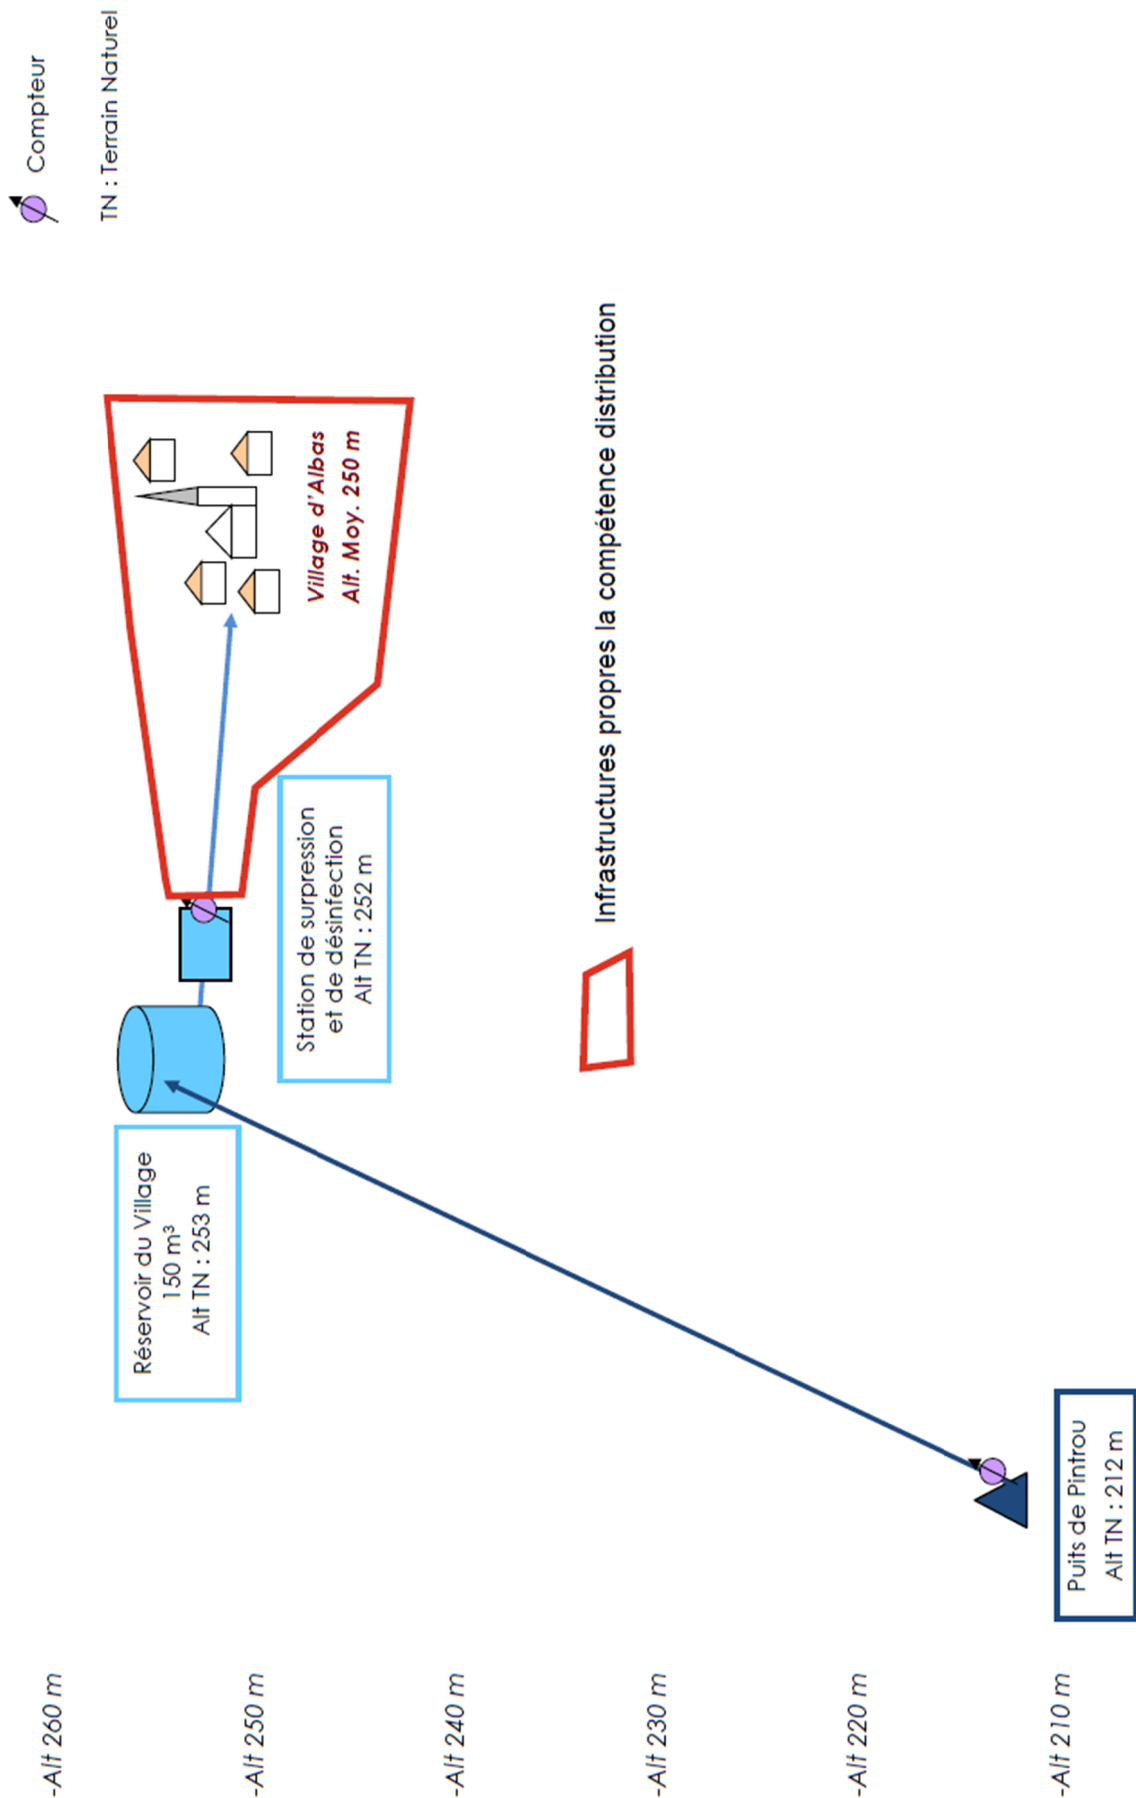 Compteur
TN : Terrain Naturel
-Alt 260 m
-Alt 250 m
-Alt 240 m
-Alt 230 m
-Alt 220 m
-Alt 210 m
Réservoir du Village
150 m³
Alt TN : 253 m
Station de surpression
et de désinfection
Alt TN : 252 m
Village d'Albas
Alt. Moy. 250 m
Puits de Pintrou
Alt TN : 212 m
Infrastructures propres la compétence distribution